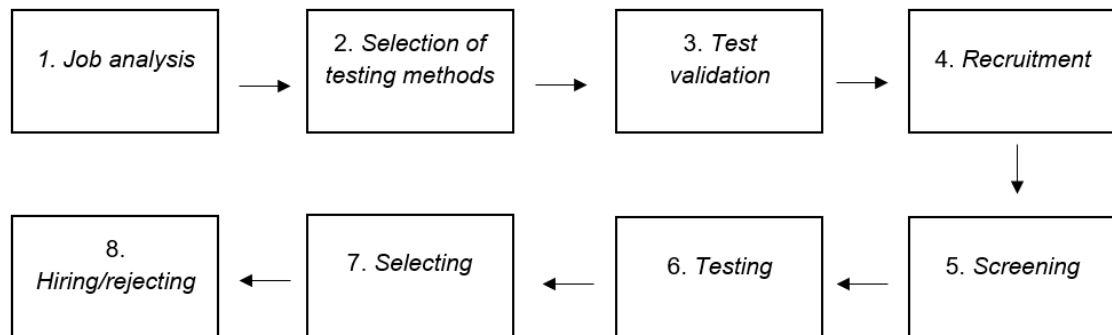 1. Job analysis
2. Selection of
testing methods
3. Test
validation
4. Recruitment
5. Screening
6. Testing
7. Selecting
8.
Hiring/rejecting